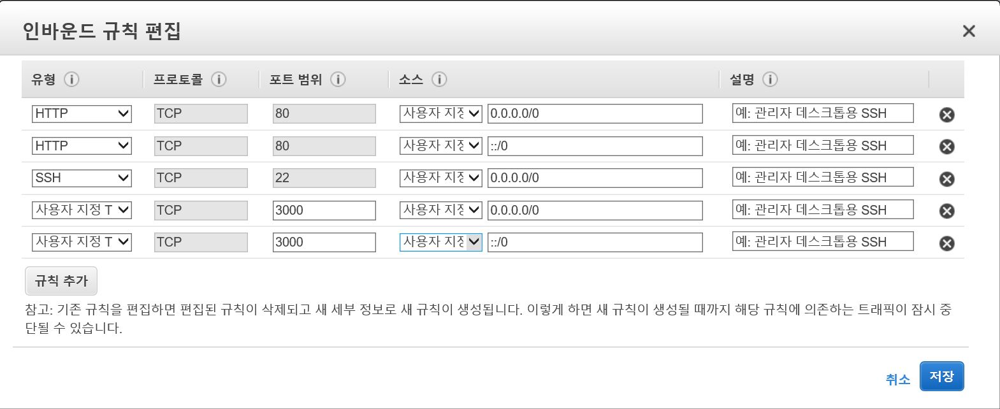 인바운드 규칙 편집
유형 프로토콜 포트 범위 소스 설명
HTTP TCP 80 사용자 지정 0.0.0.0/0 예: 관리자 데스크톱용 SSH
HTTP TCP 80 사용자 지정 ::/0 예: 관리자 데스크톱용 SSH
SSH TCP 22 사용자 지정 0.0.0.0/0 예: 관리자 데스크톱용 SSH
사용자 지정 T TCP 3000 사용자 지정 0.0.0.0/0 예: 관리자 데스크톱용 SSH
사용자 지정 T TCP 3000 사용자 지정 ::/0 예: 관리자 데스크톱용 SSH
규칙 추가
참고: 기존 규칙을 편집하면 편집된 규칙이 삭제되고 새 세부 정보로 새 규칙이 생성됩니다. 이렇게 하면 새 규칙이 생성될 때까지 해당 규칙에 의존하는 트래픽이 잠시 중
단될 수 있습니다.
취소 저장